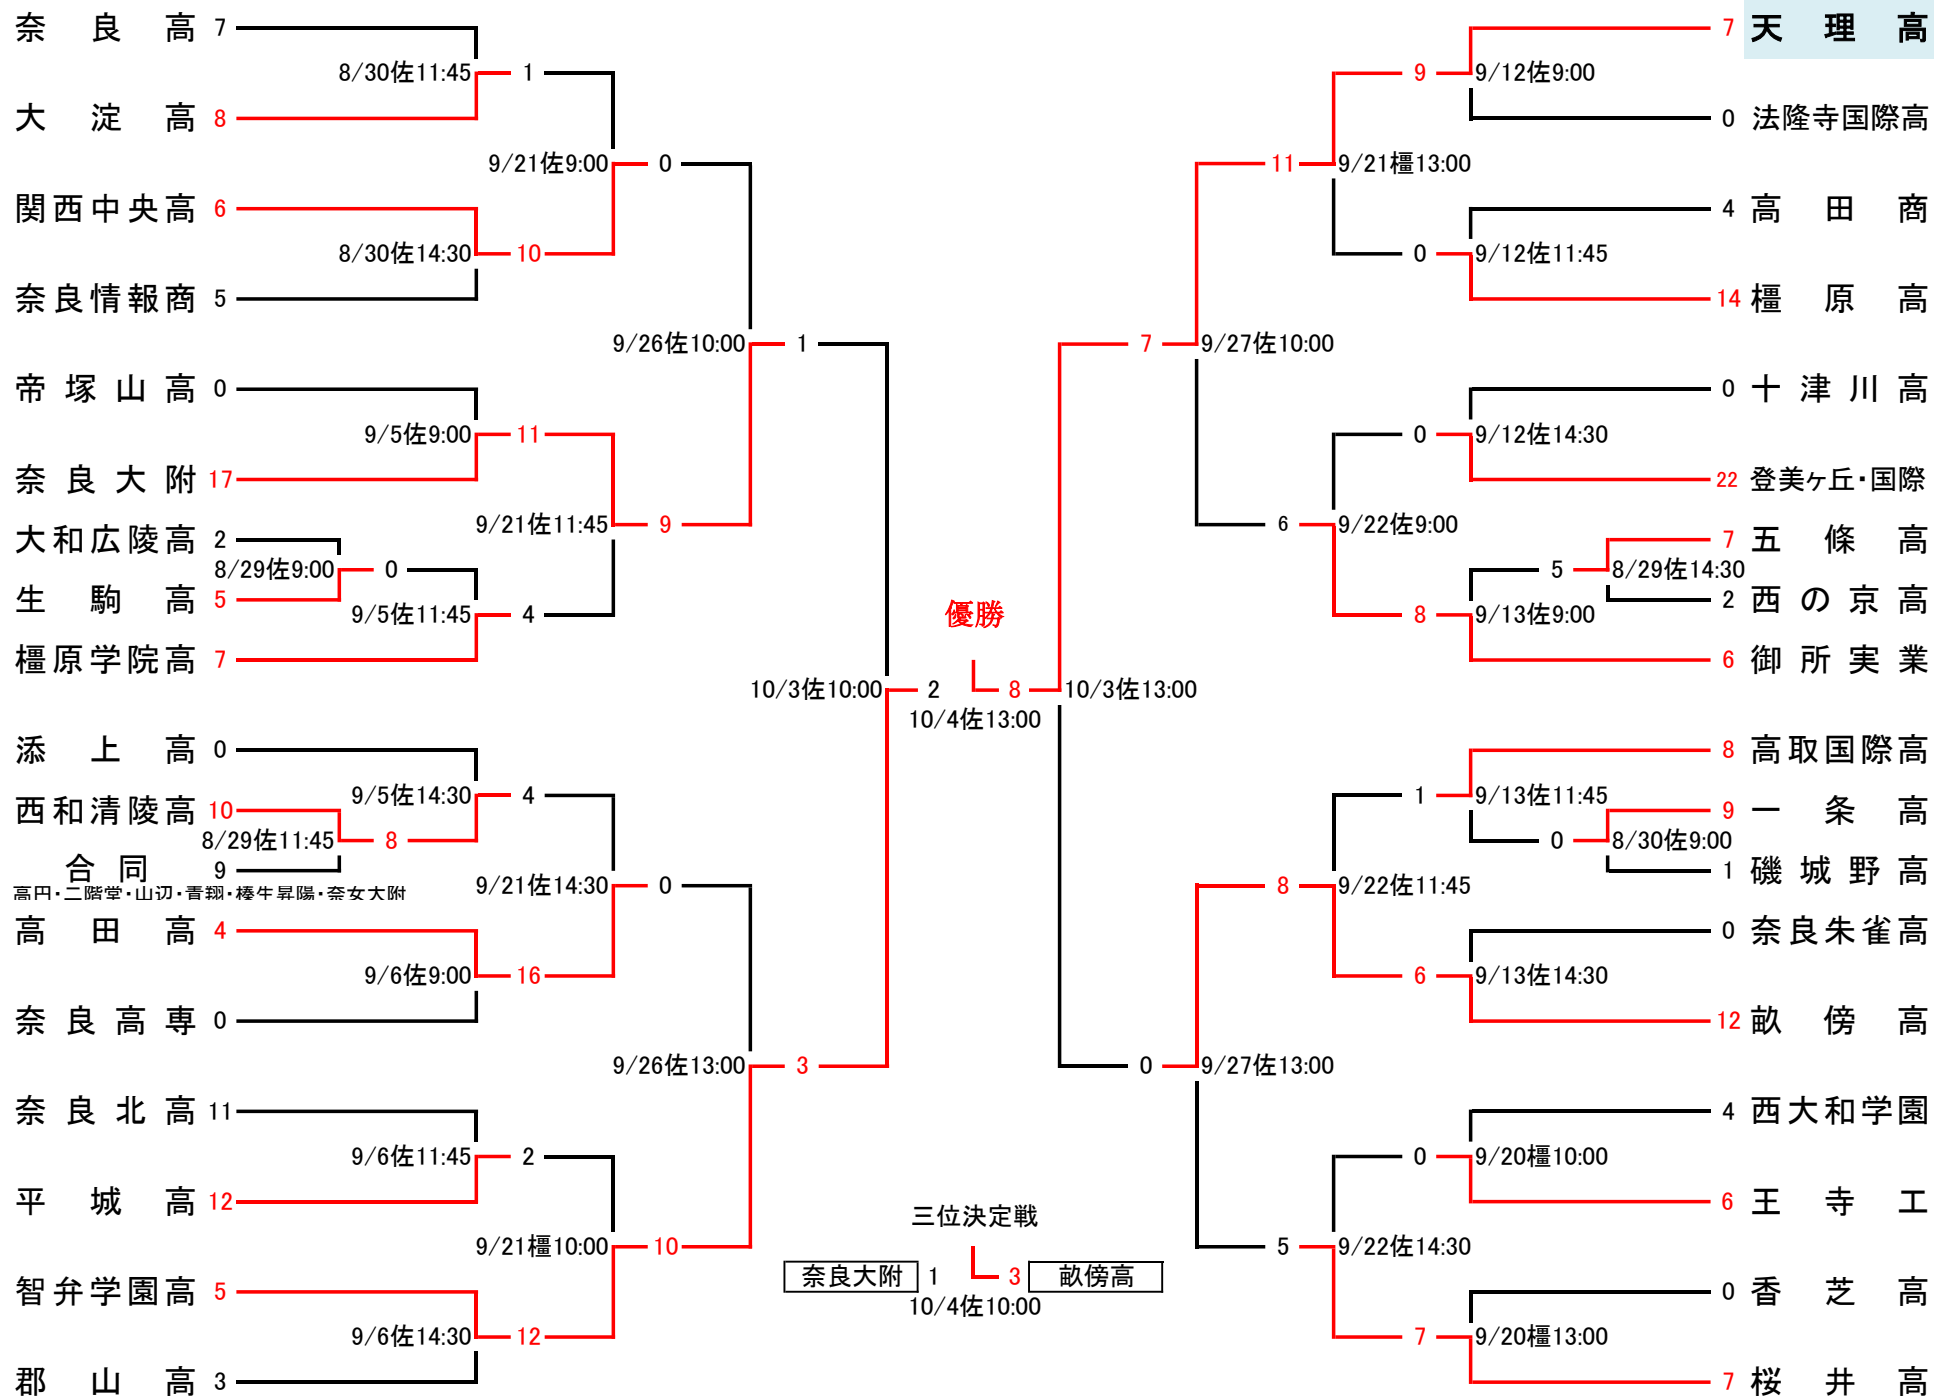 奈良高 7
8/30佐11:45 1
大淀高 8
9/21佐9:00 0
関西中央高 6
8/30佐14:30 10
奈良情報商 5
9/26佐10:00 1
帝塚山高 0
9/5佐9:00 11
奈良大附 17
9/21佐11:45 9
大和広陵高 2
8/29佐9:00 0
生駒高 5
9/5佐11:45 4
橿原学院高 7
10/3佐10:00 2
添上高 0
9/5佐14:30 4
西和清陵高 10
8/29佐11:45 8
合同 9
高円・二階堂・山辺・青翔・榛生昇陽・奈女大附
9/21佐14:30 0
高田高 4
9/6佐9:00 16
奈良高専 0
9/26佐13:00 3
奈良北高 11
9/6佐11:45 2
平城高 12
9/21橿10:00 10
智弁学園高 5
9/6佐14:30 12
郡山高 3
優勝
8
10/4佐13:00
三位決定戦
奈良大附 1 3 畝傍高
10/4佐10:00
7 天理高
9 9/12佐9:00
0 法隆寺国際高
11 9/21橿13:00
4 高田商
0 9/12佐11:45
14 橿原高
7 9/27佐10:00
0 十津川高
0 9/12佐14:30
22 登美ヶ丘・国際
6 9/22佐9:00
7 五條高
5 8/29佐14:30
2 西の京高
8 9/13佐9:00
6 御所実業
10/3佐13:00
8 高取国際高
1 9/13佐11:45
9 一条高
0 8/30佐9:00
1 磯城野高
8 9/22佐11:45
0 奈良朱雀高
6 9/13佐14:30
12 畝傍高
0 9/27佐13:00
4 西大和学園
0 9/20橿10:00
6 王寺工
5 9/22佐14:30
0 香芝高
7 9/20橿13:00
7 桜井高